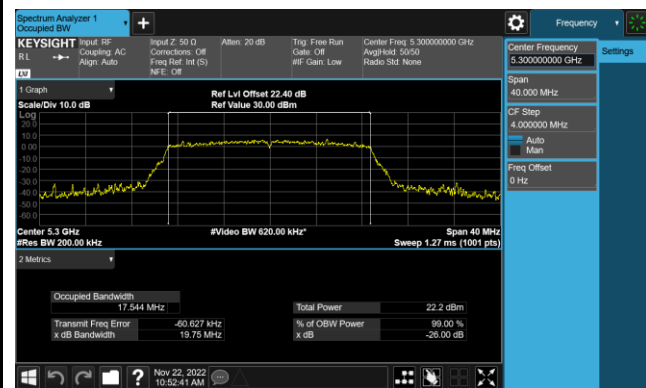 Spectrum Analyzer 1
Occupied BW
+
Frequency
KEYSIGHT
Input: RF
Coupling: AC
Align: Auto
Input Z: 50 Ω
Corrections: Off
Freq Ref: Int (S)
NFE: Off
Atten: 20 dB
Trig: Free Run
Gate: Off
#IF Gain: Low
Center Freq: 5.300000000 GHz
Avg|Hold: 50/50
Radio Std: None
RL
LXI
Center Frequency
5.300000000 GHz
Settings
Span
40.000 MHz
CF Step
4.000000 MHz
Auto
Man
Freq Offset
0 Hz
1 Graph
Scale/Div 10.0 dB
Ref Lvl Offset 22.40 dB
Ref Value 30.00 dBm
Log
20.0
10.0
0.00
-10.0
-20.0
-30.0
-40.0
-50.0
-60.0
Center 5.3 GHz
#Res BW 200.00 kHz
#Video BW 620.00 kHz*
Span 40 MHz
Sweep 1.27 ms (1001 pts)
2 Metrics
Occupied Bandwidth
17.544 MHz
Total Power 22.2 dBm
Transmit Freq Error -60.627 kHz
% of OBW Power 99.00 %
x dB Bandwidth 19.75 MHz
x dB -26.00 dB
?
Nov 22, 2022
10:52:41 AM